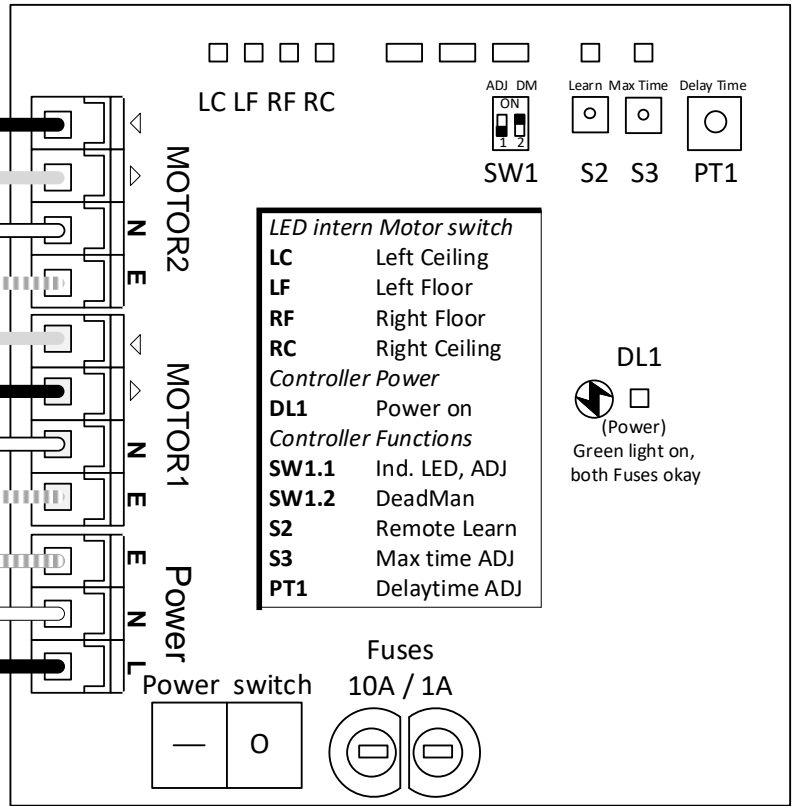 LC LF RF RC
ADJ DM
ON
1 2
SW1
Learn
S2
Max Time
S3
Delay Time
PT1
MOTOR2
N
E
MOTOR1
N
E
Power
E
N
L
LED intern Motor switch
LC Left Ceiling
LF Left Floor
RF Right Floor
RC Right Ceiling
Controller Power
DL1 Power on
Controller Functions
SW1.1 Ind. LED, ADJ
SW1.2 DeadMan
S2 Remote Learn
S3 Max time ADJ
PT1 Delaytime ADJ
DL1
(Power)
Green light on,
both Fuses okay
Power switch
— O
Fuses
10A / 1A